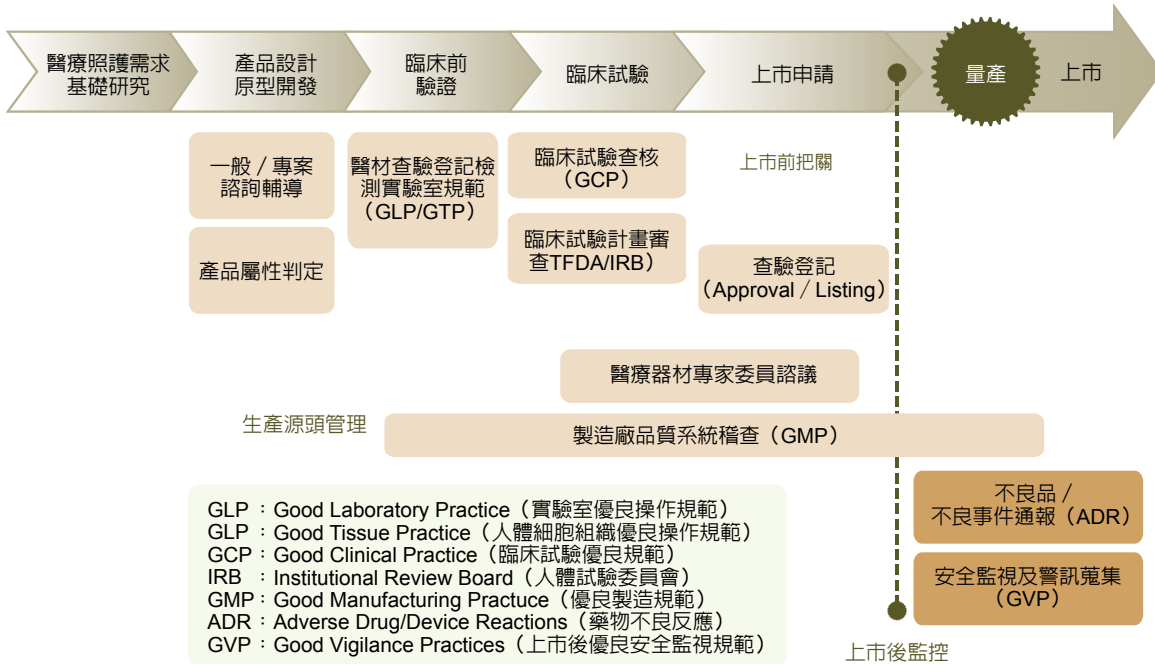 醫療照護需求
基礎研究
產品設計
原型開發
臨床前
驗證
臨床試驗
上市申請
量產
上市
一般／專案
諮詢輔導
醫材查驗登記檢
測實驗室規範
（GLP/GTP）
臨床試驗查核
（GCP）
上市前把關
產品屬性判定
臨床試驗計畫審
查TFDA/IRB）
查驗登記
（Approval／Listing）
醫療器材專家委員諮議
生產源頭管理
製造廠品質系統稽查（GMP）
不良品 /
不良事件通報（ADR）
安全監視及警訊蒐集
（GVP）
上市後監控
GLP：Good Laboratory Practice（實驗室優良操作規範）
GLP：Good Tissue Practice（人體細胞組織優良操作規範）
GCP：Good Clinical Practice（臨床試驗優良規範）
IRB：Institutional Review Board（人體試驗委員會）
GMP：Good Manufacturing Practuce（優良製造規範）
ADR：Adverse Drug/Device Reactions（藥物不良反應）
GVP：Good Vigilance Practices（上市後優良安全監視規範）